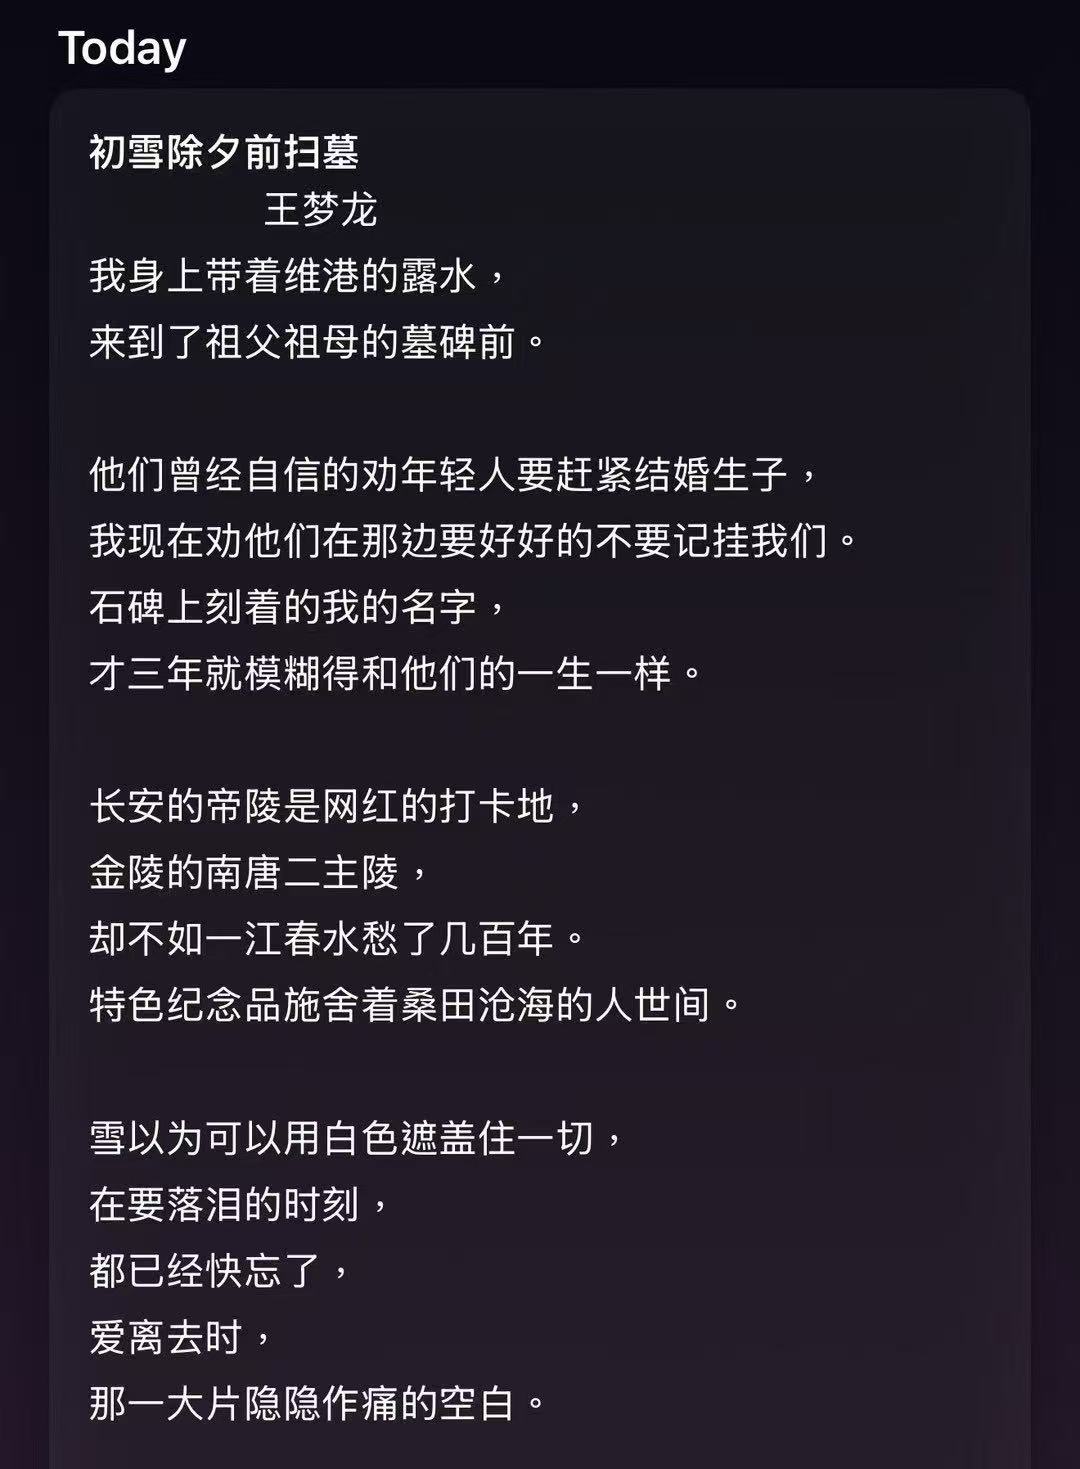 Today
初雪除夕前扫墓
王梦龙
我身上带着维港的露水，
来到了祖父祖母的墓碑前。
他们曾经自信的劝年轻人要赶紧结婚生子，
我现在劝他们在那边要好好的不要记挂我们。
石碑上刻着的我的名字，
才三年就模糊得和他们的一生一样。
长安的帝陵是网红的打卡地，
金陵的南唐二主陵，
却不如一江春水愁了几百年。
特色纪念品施舍着桑田沧海的人世间。
雪以为可以用白色遮盖住一切，
在要落泪的时刻，
都已经快忘了，
爱离去时，
那一大片隐隐作痛的空白。